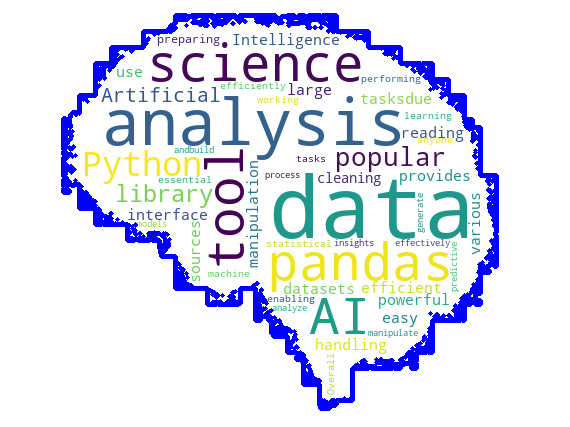 preparing
Intelligence
science
use
performing
efficiently
large
Artificial
working
tasksdue
learning
analysis
reading
anyone
andbuild
popular
tasks
Python
tool
manipulation
process
cleaning
provides
essential
library
data
generate
various
interface
models
sources
statistical
insights
effectively
predictive
pandas
machine
datasets
efficient
enabling
powerful
analyze
AI
easy
manipulate
handling
Overall